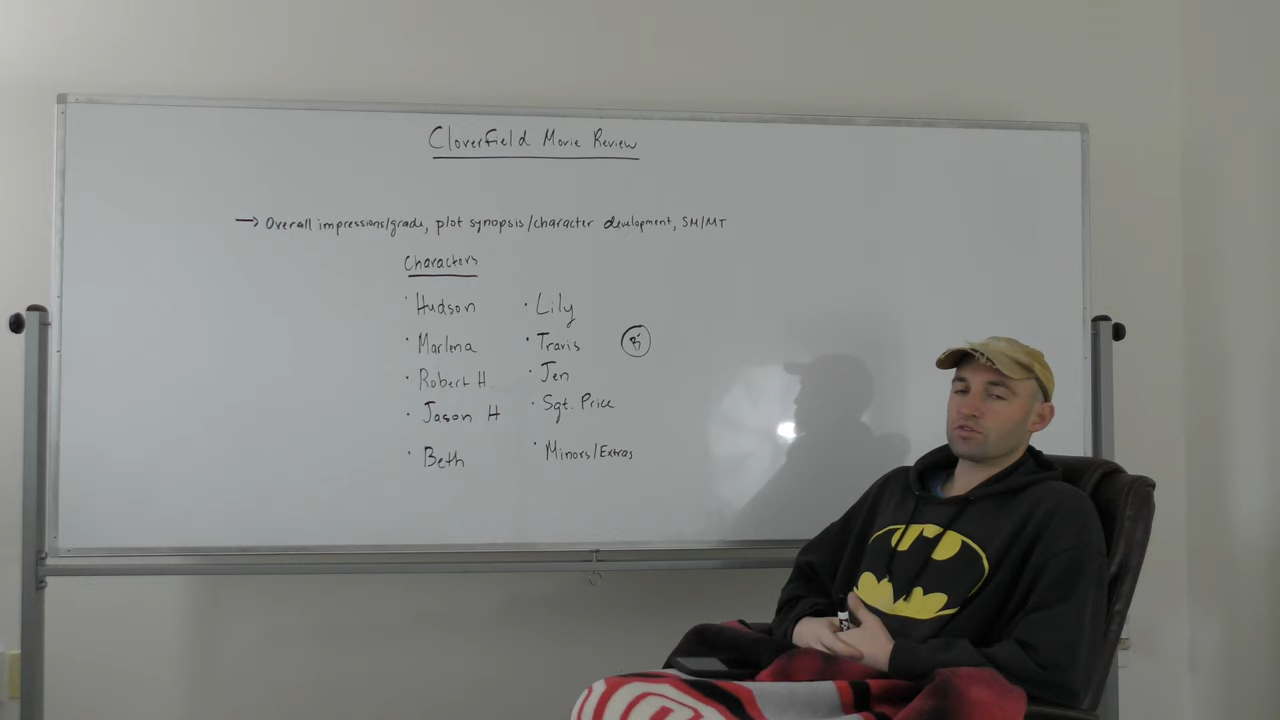 Cloverfield Movie Review
→ Overall impressions/grade, plot synopsis/character development, SM/MT
Charactors
· Hudson
· Marlena
· Robert H.
· Jason H
· Beth
· Lily
· Travis
· Jen
· Sgt. Price
· Minors/Extras